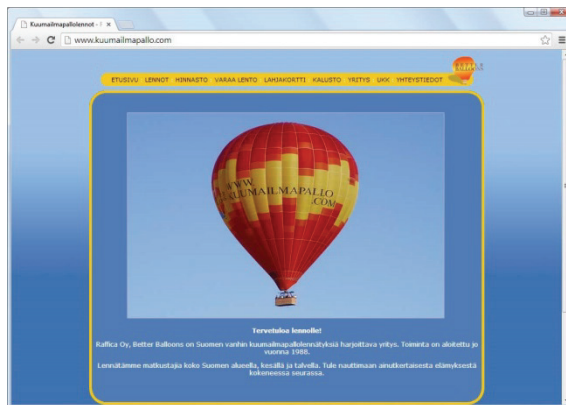 Kuumailmapallolennot -
www.kuumailmapallo.com
ETUSIVU LENNOT HINNASTO VARAA LENTO LAHJAKORTTI KALUSTO YRITYS UKK YHTEYSTIEDOT
WWW
KUUMAILMAPALLO
.COM
Tervetuloa lennolle!
Raffica Oy, Better Balloons on Suomen vanhin kuumailmapallolennätyksiä harjoittava yritys. Toiminta on aloitettu jo
vuonna 1988.
Lennätämme matkustajia koko Suomen alueella, kesällä ja talvella. Tule nauttimaan ainutkertaisesta elämyksestä
kokeneessa seurassa.